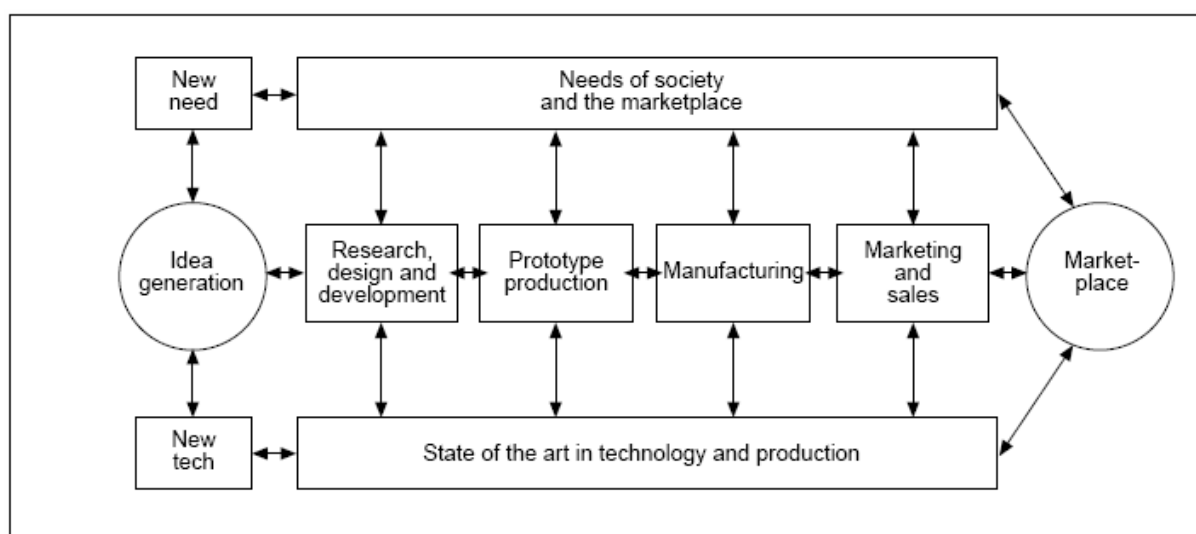 New
need
Needs of society
and the marketplace
Idea
generation
Research,
design and
development
Prototype
production
Manufacturing
Marketing
and
sales
Market-
place
New
tech
State of the art in technology and production